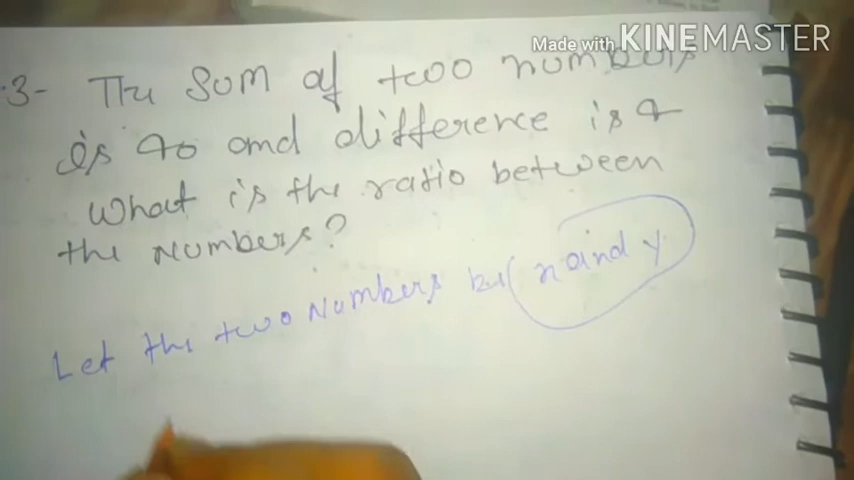 Made with KINEMASTER
3- The sum of two numbers
is 40 and difference is 4
what is the ratio between
the numbers?
Let the two numbers be x and y